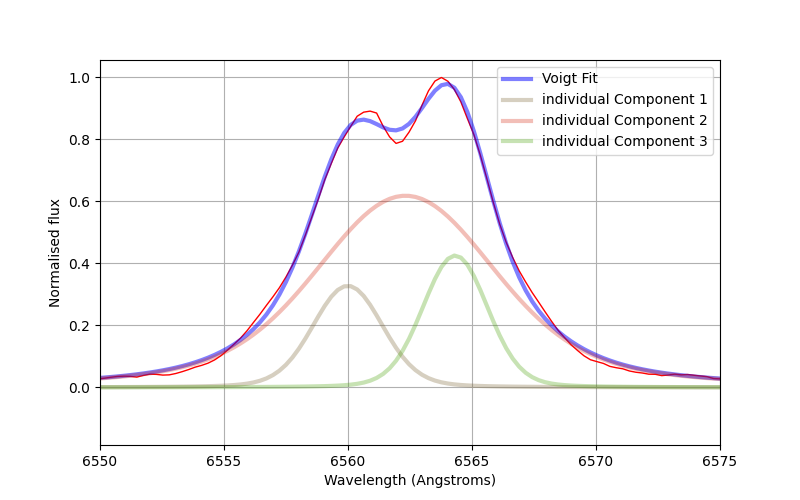 1.0
0.8
0.6
0.4
0.2
0.0
Normalised flux
Voigt Fit
individual Component 1
individual Component 2
individual Component 3
6550 6555 6560 6565 6570 6575
Wavelength (Angstroms)